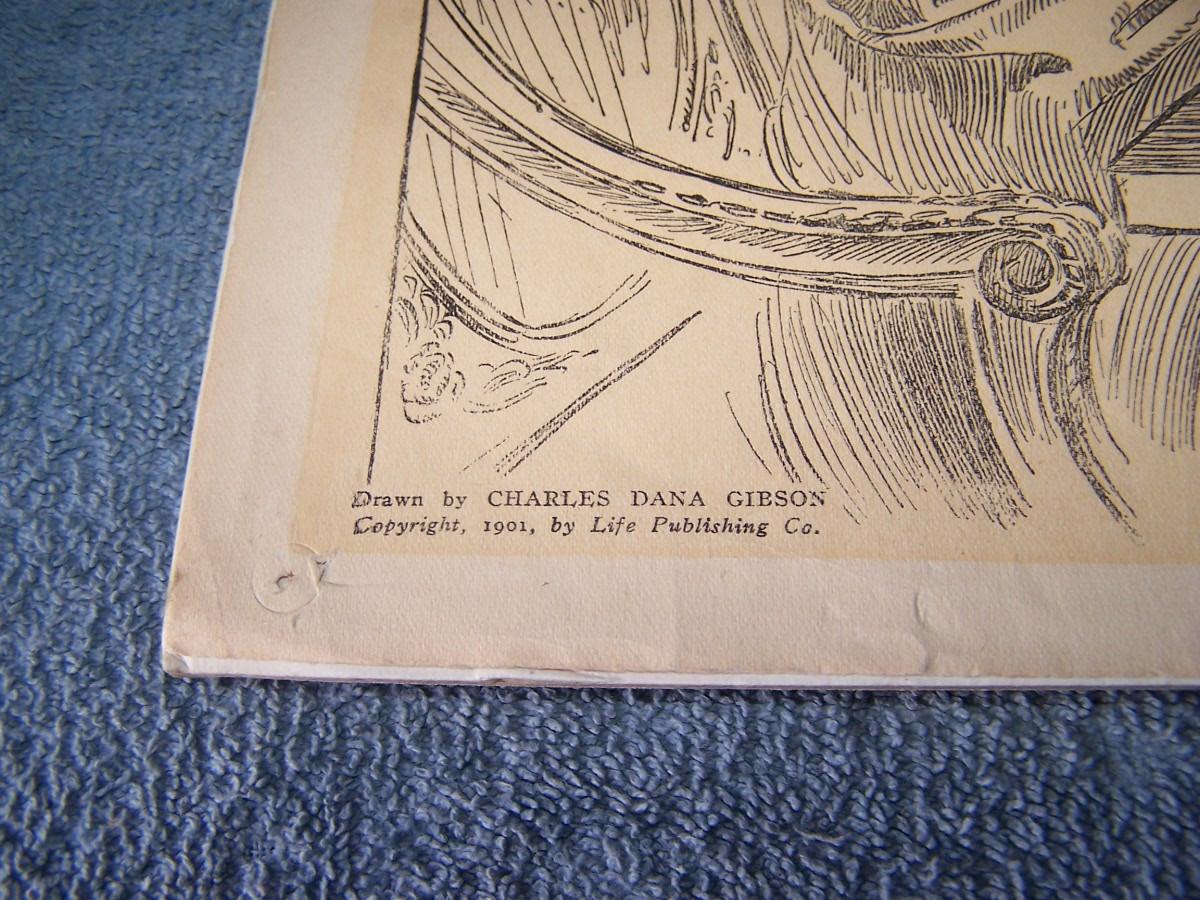 Drawn by CHARLES DANA GIBSON
Copyright, 1901, by Life Publishing Co.